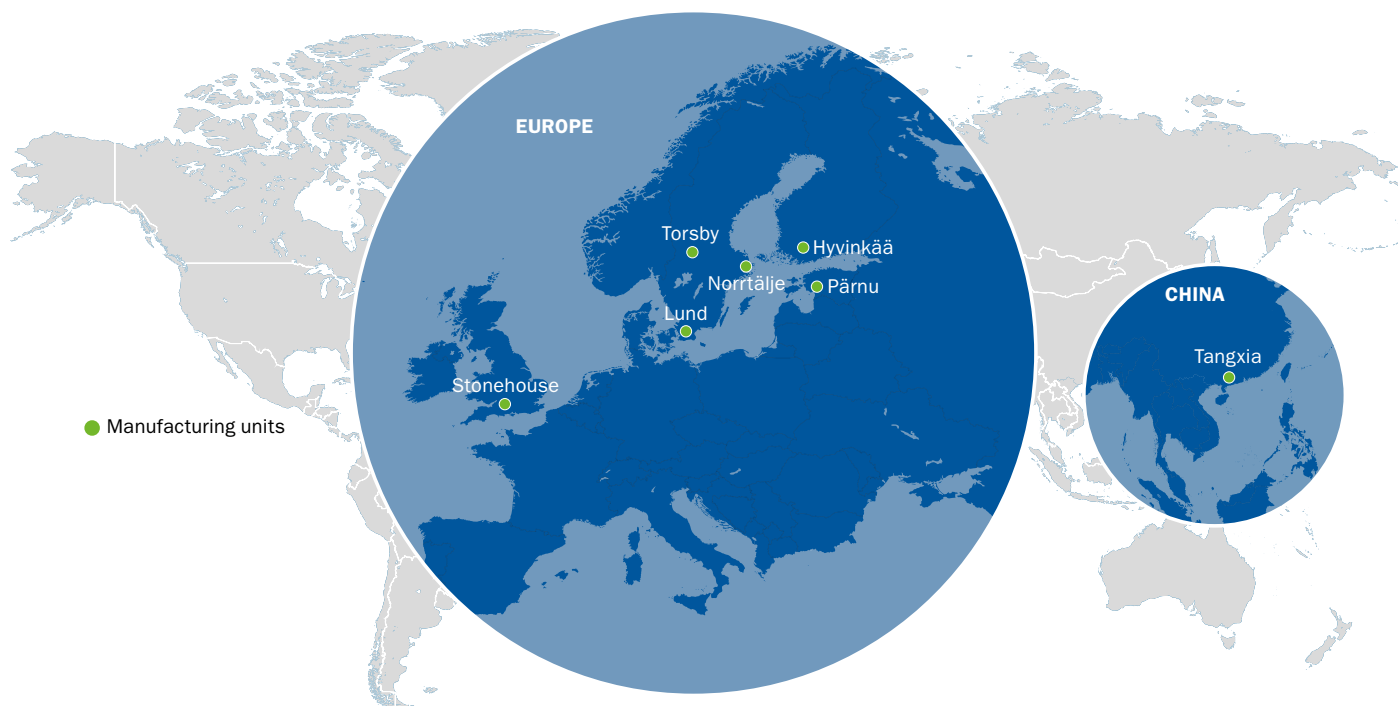 EUROPE
Torsby
Hyvinkää
Norrtälje
Pärnu
Lund
Stonehouse
CHINA
Tangxia
Manufacturing units